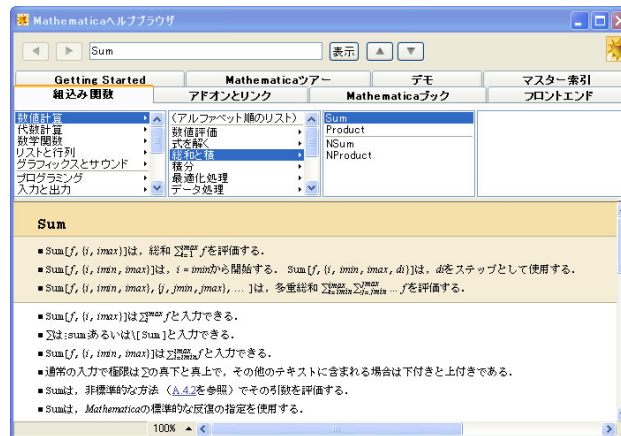 Mathematicaヘルプブラウザ
Sum 表示
Getting Started Mathematicaツアー デモ マスター索引
組込み関数 アドオンとリンク Mathematicaブック フロントエンド
数値計算 (アルファベット順のリスト) Sum
代数計算 数値評価 Product
数学関数 式を解く NSum
リストと行列 総和と積 NProduct
グラフィックスとサウンド 積分
プログラミング 最適化処理
入力と出力 データ処理
Sum
■ Sum[f, {i, imax}]は, 総和 ∑_{i=1}^{imax} fを評価する.
■ Sum[f, {i, imin, imax}]は, i = iminから開始する. Sum[f, {i, imin, imax, di}]は, diをステップとして使用する.
■ Sum[f, {i, imin, imax}, {j, jmin, jmax}, ... ]は, 多重総和 ∑_{i=imin}^{imax} ∑_{j=jmin}^{jmax} ... fを評価する.
■ Sum[f, {i, imax}]は∑_{i}^{imax} fと入力できる.
■ ∑は:sum:あるいは\[Sum]と入力できる.
■ Sum[f, {i, imin, imax}]は∑_{i=imin}^{imax} fと入力できる.
■ 通常の入力で極限は∑の真下と真上で, その他のテキストに含まれる場合は下付きと上付きである.
■ Sumは, 非標準的な方法 (A.4.2を参照) でその引数を評価する.
■ Sumは, Mathematicaの標準的な反復の指定を使用する.
100%